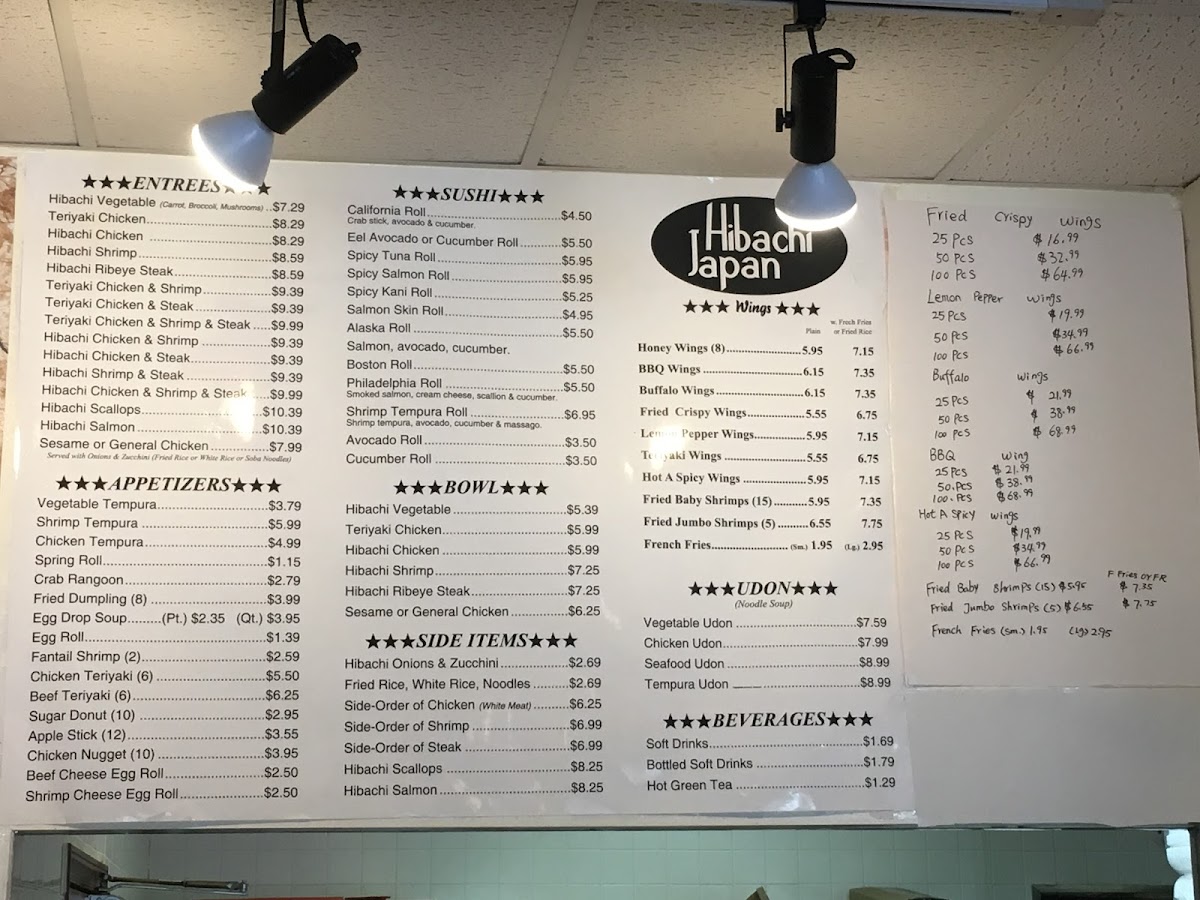 ★★★ENTREES★★★
Hibachi Vegetable (Carrot, Broccoli, Mushrooms)..$7.29
Teriyaki Chicken $8.29
Hibachi Chicken $8.29
Hibachi Shrimp $8.59
Hibachi Ribeye Steak $8.59
Teriyaki Chicken & Shrimp $9.39
Teriyaki Chicken & Steak $9.39
Teriyaki Chicken & Shrimp & Steak $9.99
Hibachi Chicken & Shrimp $9.39
Hibachi Chicken & Steak $9.39
Hibachi Shrimp & Steak $9.39
Hibachi Chicken & Shrimp & Steak $9.99
Hibachi Scallops $10.39
Hibachi Salmon $10.39
Sesame or General Chicken $7.99
Served with Onions & Zucchini (Fried Rice or White Rice or Soba Noodles)
★★★APPETIZERS★★★
Vegetable Tempura $3.79
Shrimp Tempura $5.99
Chicken Tempura $4.99
Spring Roll $1.15
Crab Rangoon $2.79
Fried Dumpling (8) $3.99
Egg Drop Soup (Pt.) $2.35 (Qt.) $3.95
Egg Roll $1.39
Fantail Shrimp (2) $2.59
Chicken Teriyaki (6) $5.50
Beef Teriyaki (6) $6.25
Sugar Donut (10) $2.95
Apple Stick (12) $3.55
Chicken Nugget (10) $3.95
Beef Cheese Egg Roll $2.50
Shrimp Cheese Egg Roll $2.50
★★★SUSHI★★★
California Roll $4.50
Crab stick, avocado & cucumber.
Eel Avocado or Cucumber Roll $5.50
Spicy Tuna Roll $5.95
Spicy Salmon Roll $5.95
Spicy Kani Roll $5.25
Salmon Skin Roll $4.95
Alaska Roll $5.50
Salmon, avocado, cucumber.
Boston Roll $5.50
Philadelphia Roll $5.50
Smoked salmon, cream cheese, scallion & cucumber.
Shrimp Tempura Roll $6.95
Shrimp tempura, avocado, cucumber & massago.
Avocado Roll $3.50
Cucumber Roll $3.50
★★★BOWL★★★
Hibachi Vegetable $5.39
Teriyaki Chicken $5.99
Hibachi Chicken $5.99
Hibachi Shrimp $7.25
Hibachi Ribeye Steak $7.25
Sesame or General Chicken $6.25
★★★SIDE ITEMS★★★
Hibachi Onions & Zucchini $2.69
Fried Rice, White Rice, Noodles $2.69
Side-Order of Chicken (White Meat) $6.25
Side-Order of Shrimp $6.99
Side-Order of Steak $6.99
Hibachi Scallops $8.25
Hibachi Salmon $8.25
Hibachi
Japan
★★★ Wings ★★★
Plain w. Frech Fries
or Fried Rice
Honey Wings (8) 5.95 7.15
BBQ Wings 6.15 7.35
Buffalo Wings 6.15 7.35
Fried Crispy Wings 5.55 6.75
Lemon Pepper Wings 5.95 7.15
Teriyaki Wings 5.55 6.75
Hot A Spicy Wings 5.95 7.15
Fried Baby Shrimps (15) 5.95 7.35
Fried Jumbo Shrimps (5) 6.55 7.75
French Fries (Sm.) 1.95 (Lg.) 2.95
★★★UDON★★★
(Noodle Soup)
Vegetable Udon $7.59
Chicken Udon $7.99
Seafood Udon $8.99
Tempura Udon $8.99
★★★BEVERAGES★★★
Soft Drinks $1.69
Bottled Soft Drinks $1.79
Hot Green Tea $1.29
Fried Crispy Wings
25 Pcs $16.99
50 Pcs $32.99
100 Pcs $64.99
Lemon Pepper Wings
25 Pcs $19.99
50 Pcs $34.99
100 Pcs $66.99
Buffalo Wings
25 Pcs $ 21.99
50 Pcs $ 38.99
100 Pcs $ 68.99
BBQ Wing
25 Pcs $21.99
50. Pcs $38.99
100. Pcs $68.99
Hot A Spicy Wings
25 Pcs $19.99
50 Pcs $34.99
100 Pcs $66.99
F Fries or FR
Fried Baby Shrimps (15) $5.95 $7.35
Fried Jumbo Shrimps (5) $6.55 $7.75
French Fries (Sm.) 1.95 (Lg) 2.95